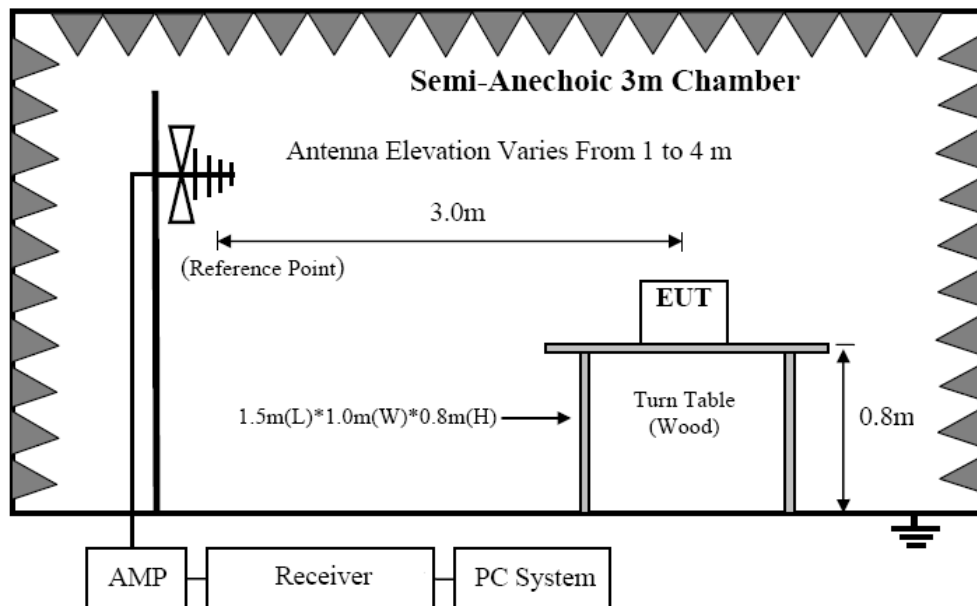 Semi-Anechoic 3m Chamber
Antenna Elevation Varies From 1 to 4 m
3.0m
(Reference Point)
EUT
1.5m(L)*1.0m(W)*0.8m(H)
Turn Table
(Wood)
0.8m
AMP
Receiver
PC System